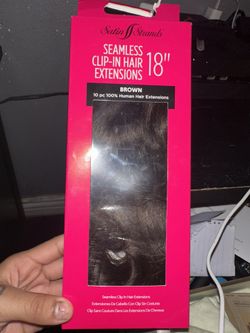 Satin Strands
SEAMLESS
CLIP-IN HAIR
EXTENSIONS
18"
BROWN
10 pc 100% Human Hair Extensions
Seamless Clip In Hair Extensions
Extensiones De Cabello Con Clip Sin Costuras
Clip Sans Couture Dans Les Extensions De Cheveux